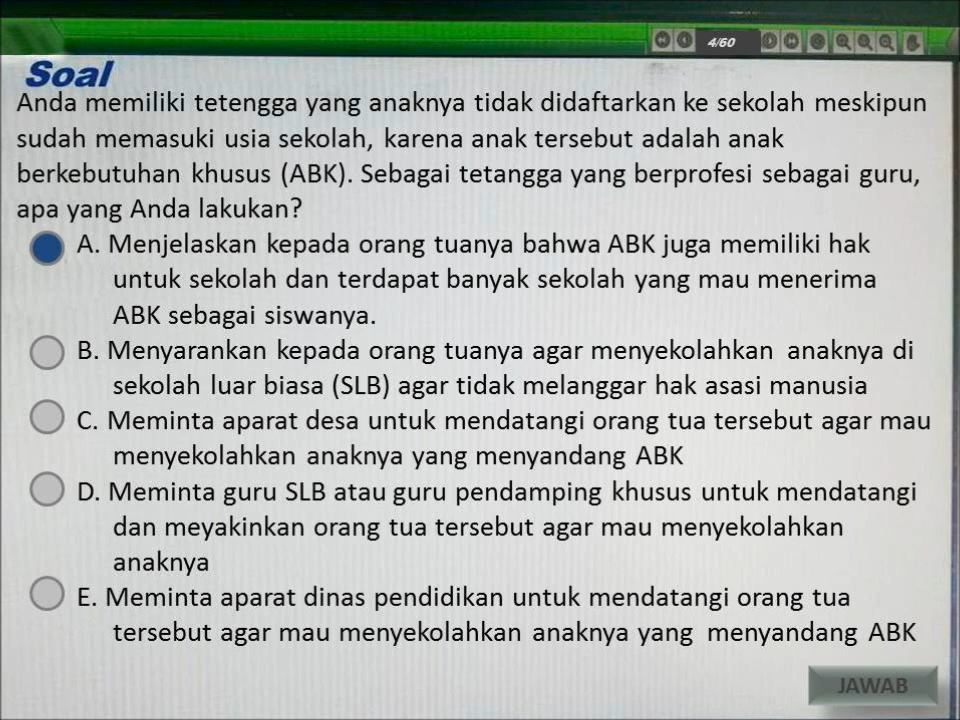 4/60
Soal
Anda memiliki tetengga yang anaknya tidak didaftarkan ke sekolah meskipun
sudah memasuki usia sekolah, karena anak tersebut adalah anak
berkebutuhan khusus (ABK). Sebagai tetangga yang berprofesi sebagai guru,
apa yang Anda lakukan?
A. Menjelaskan kepada orang tuanya bahwa ABK juga memiliki hak
untuk sekolah dan terdapat banyak sekolah yang mau menerima
ABK sebagai siswanya.
B. Menyarankan kepada orang tuanya agar menyekolahkan anaknya di
sekolah luar biasa (SLB) agar tidak melanggar hak asasi manusia
C. Meminta aparat desa untuk mendatangi orang tua tersebut agar mau
menyekolahkan anaknya yang menyandang ABK
D. Meminta guru SLB atau guru pendamping khusus untuk mendatangi
dan meyakinkan orang tua tersebut agar mau menyekolahkan
anaknya
E. Meminta aparat dinas pendidikan untuk mendatangi orang tua
tersebut agar mau menyekolahkan anaknya yang menyandang ABK
JAWAB